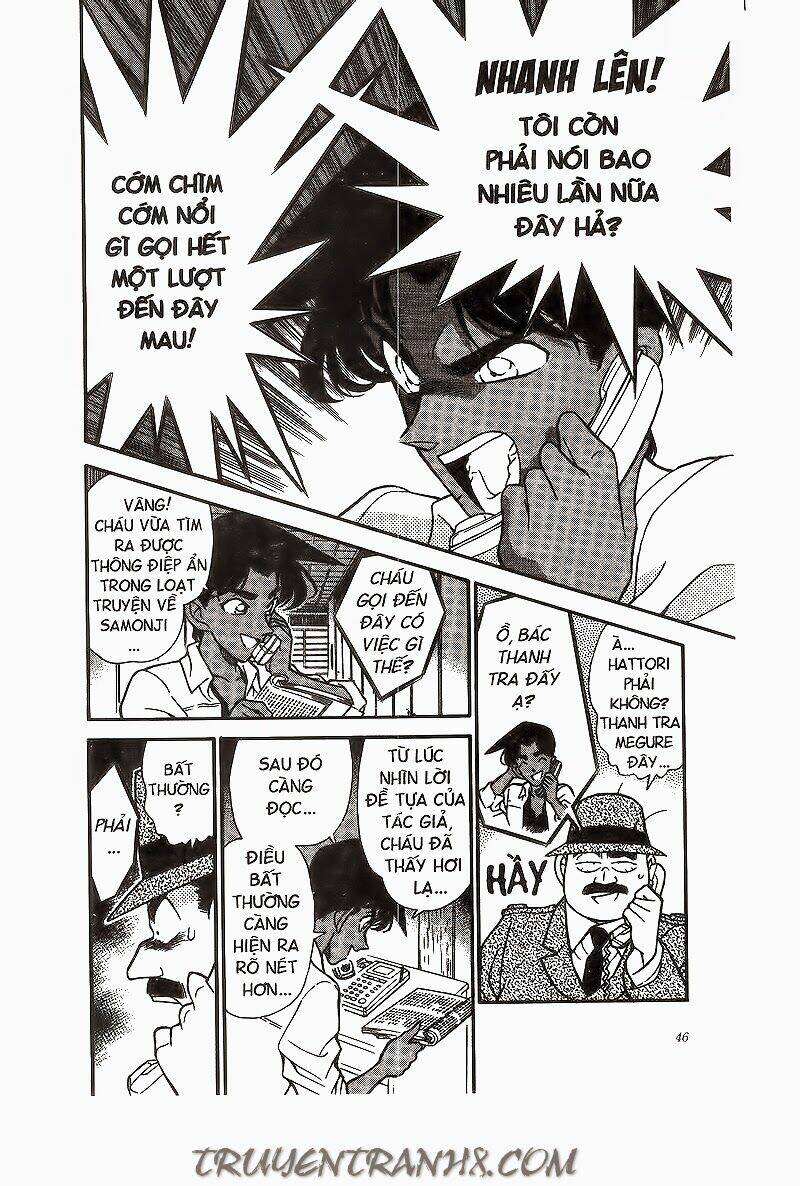 NHANH LÊN!
TÔI CÒN
PHẢI NÓI BAO
NHIÊU LẦN NỮA
ĐÂY HẢ?
CỚM CHÌM
CỚM NỔI
GÌ GỌI HẾT
MỘT LƯỢT
ĐẾN ĐÂY
MAU!
À...
HATTORI
PHẢI
KHÔNG?
THANH TRA
MEGURE
ĐÂY...
Ồ, BÁC
THANH
TRA ĐẤY
Ạ?
HẦY
CHÁU
GỌI ĐẾN
ĐÂY CÓ
VIỆC GÌ
THẾ?
VÂNG!
CHÁU VỪA TÌM
RA ĐƯỢC
THÔNG ĐIỆP ẨN
TRONG LOẠT
TRUYỆN VỀ
SAMONJI
...
TỪ LÚC
NHÌN LỜI
ĐỀ TỰA CỦA
TÁC GIẢ,
CHÁU ĐÃ
THẤY HƠI
LẠ...
SAU ĐÓ
CÀNG
ĐỌC...
ĐIỀU
BẤT
THƯỜNG
CÀNG
HIỆN RA
RÕ NÉT
HƠN...
BẤT
THƯỜNG
?
PHẢI
...
46
TRUYENTRANH8.COM